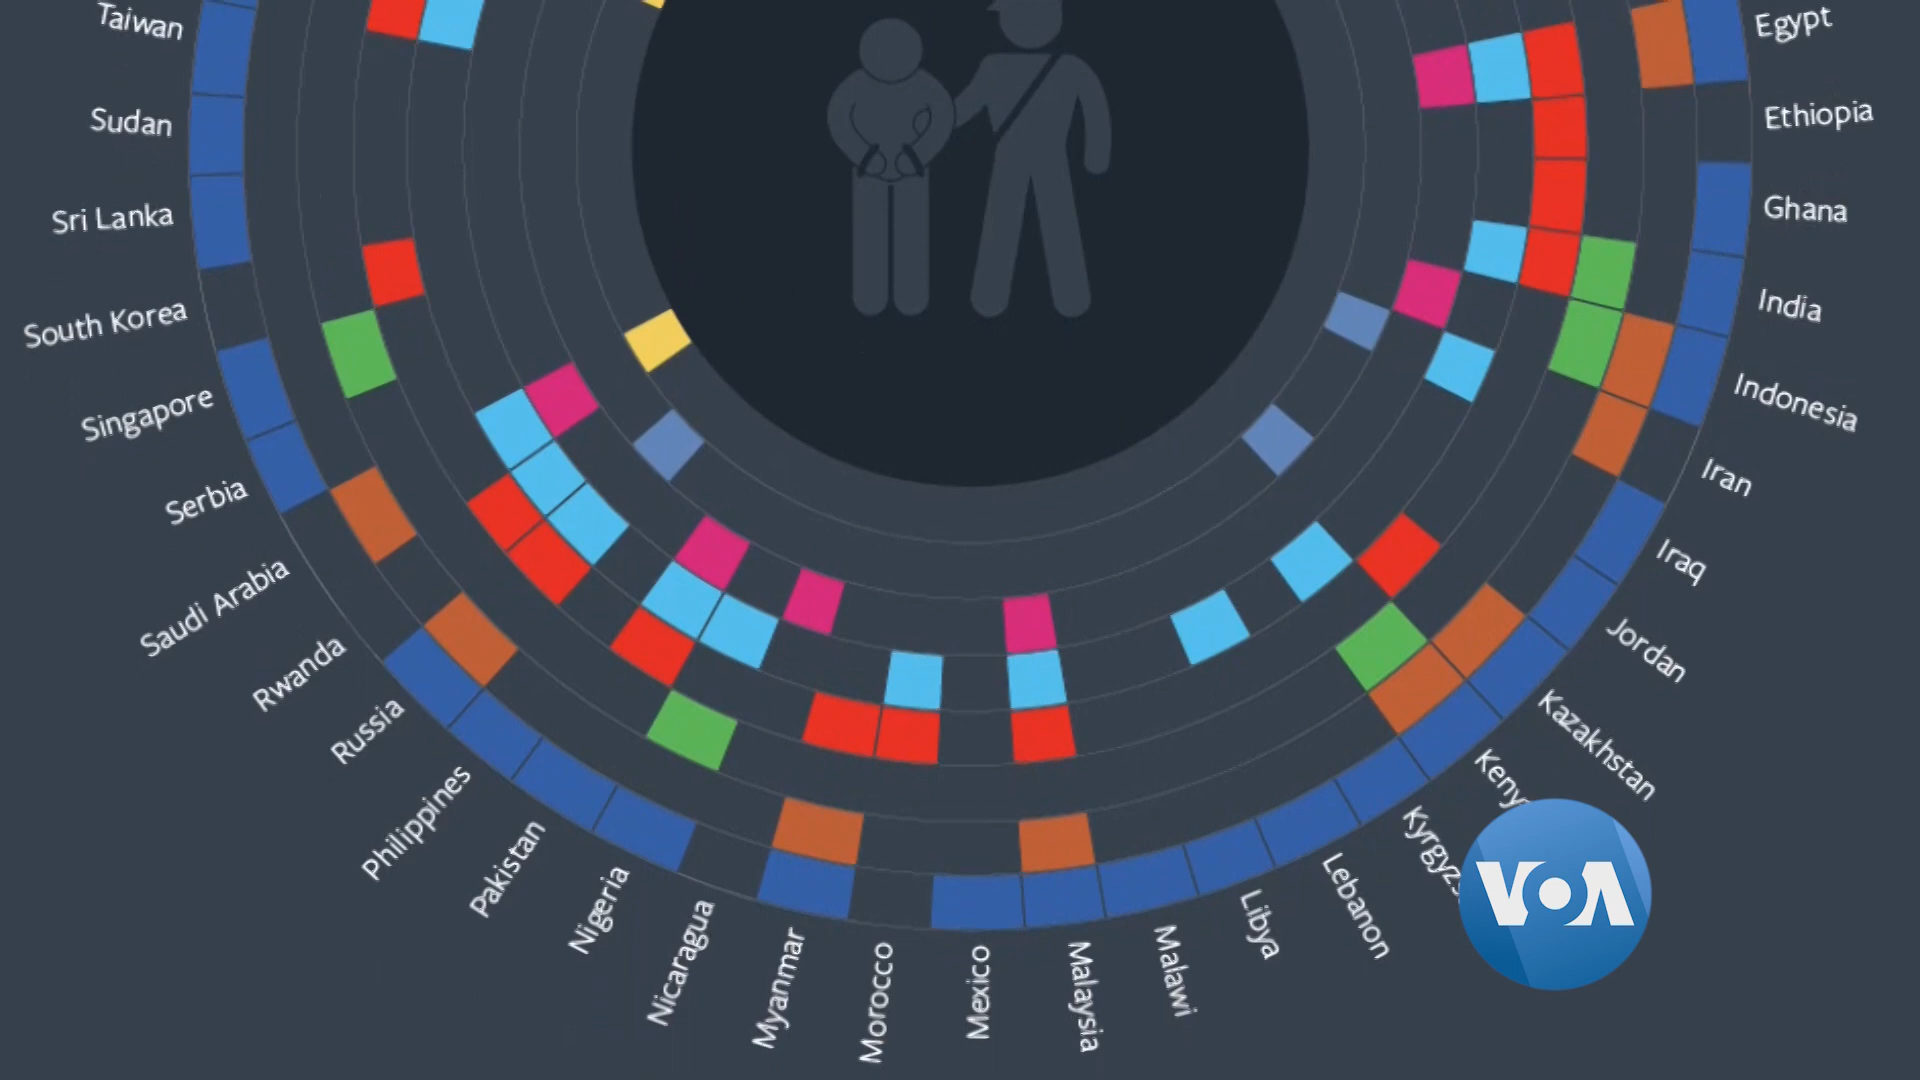 Taiwan
Sudan
Sri Lanka
South Korea
Singapore
Serbia
Saudi Arabia
Rwanda
Russia
Philippines
Pakistan
Nigeria
Nicaragua
Myanmar
Morocco
Mexico
Malaysia
Malawi
Libya
Lebanon
Kazakhstan
Jordan
Iraq
Iran
Indonesia
India
Ghana
Ethiopia
Egypt
VOA